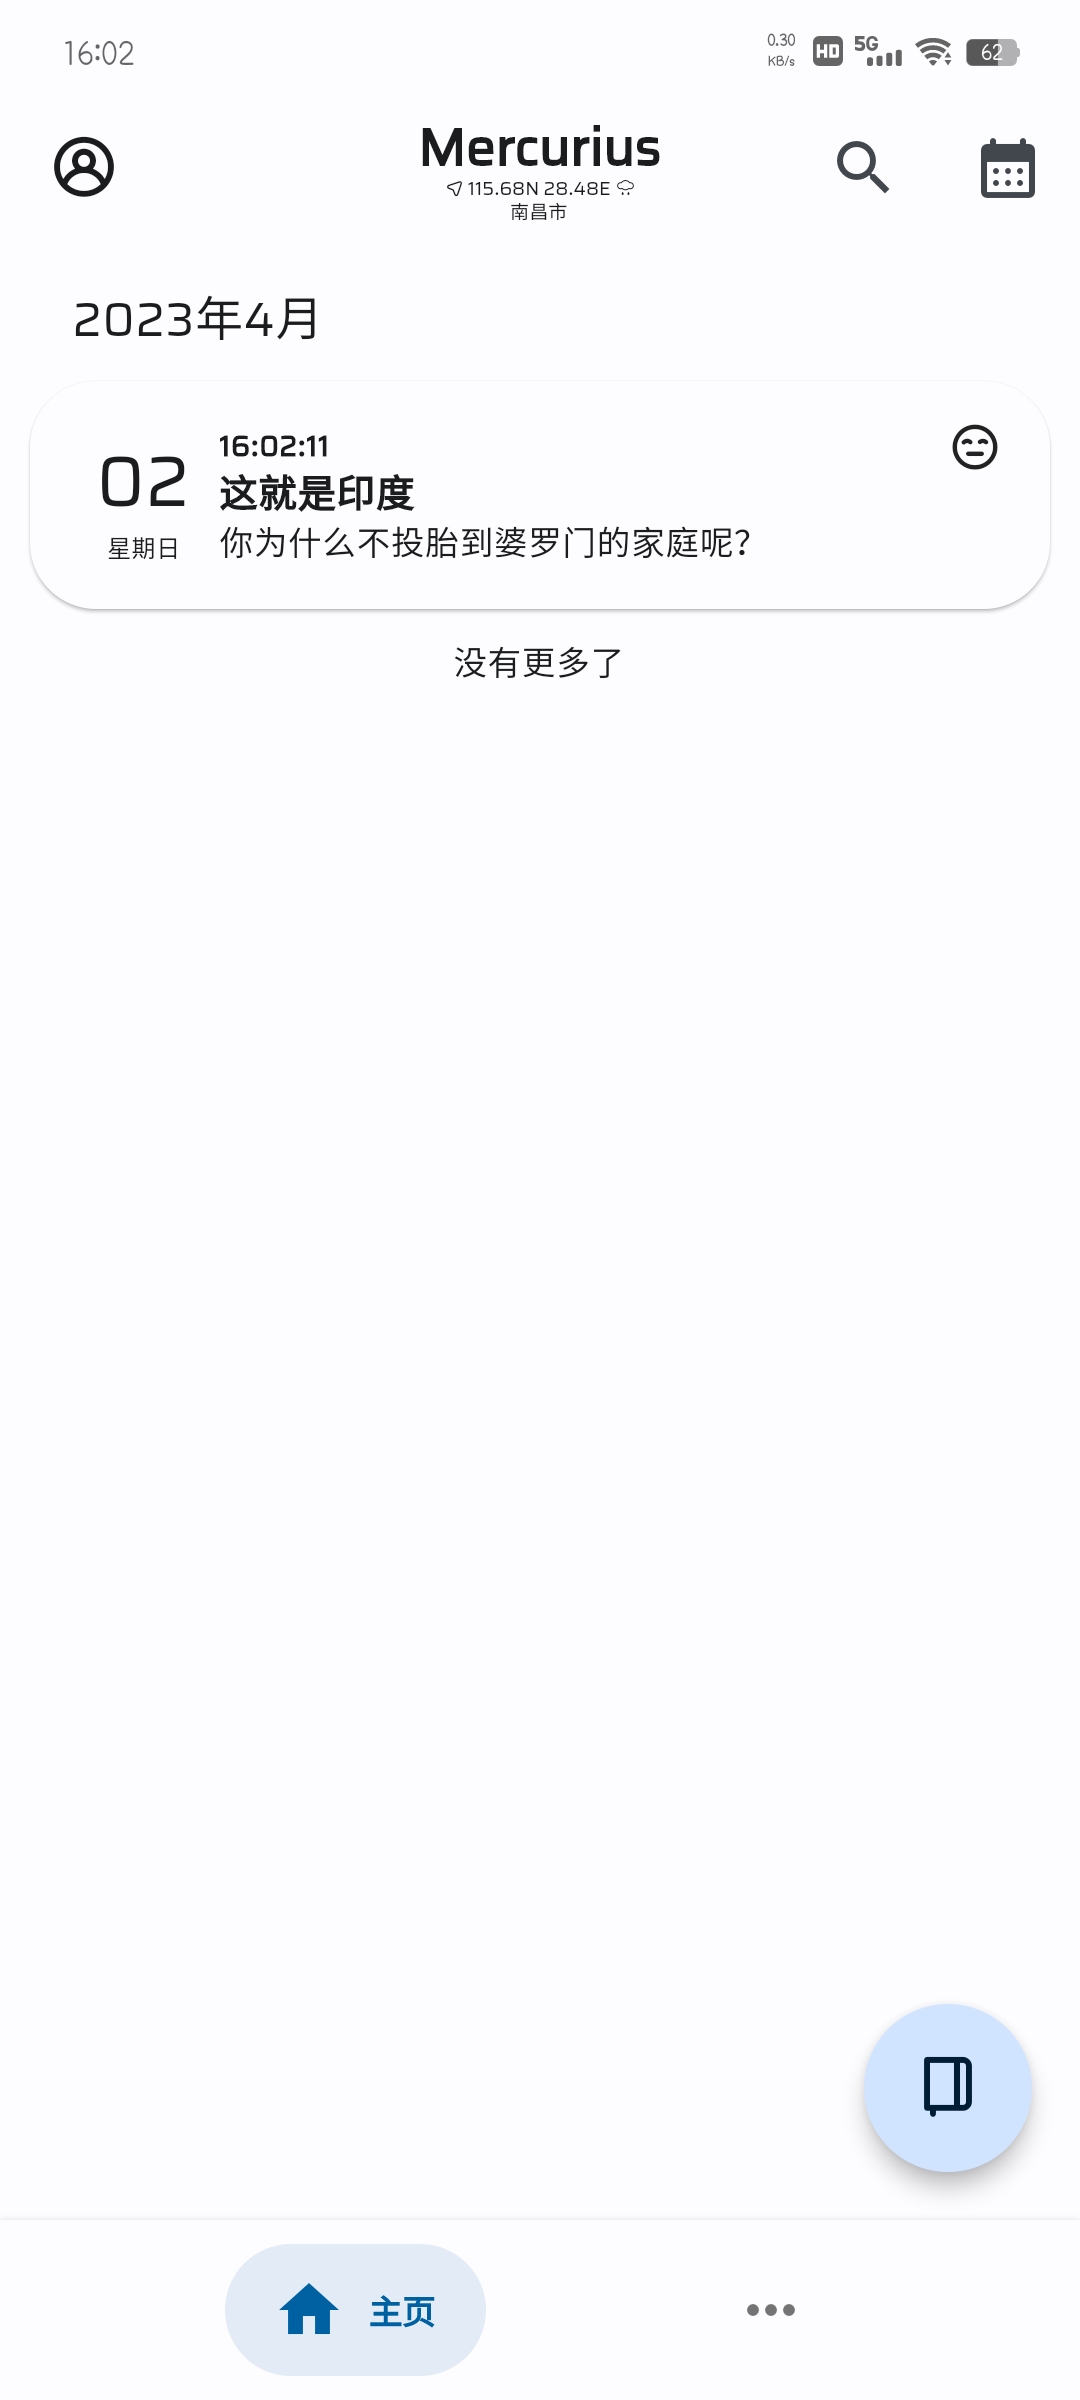 16:02
0.30
KB/s
HD
5G
62
Mercurius
115.68N 28.48E
南昌市
2023年4月
02
星期日
16:02:11
这就是印度
你为什么不投胎到婆罗门的家庭呢?
没有更多了
主页